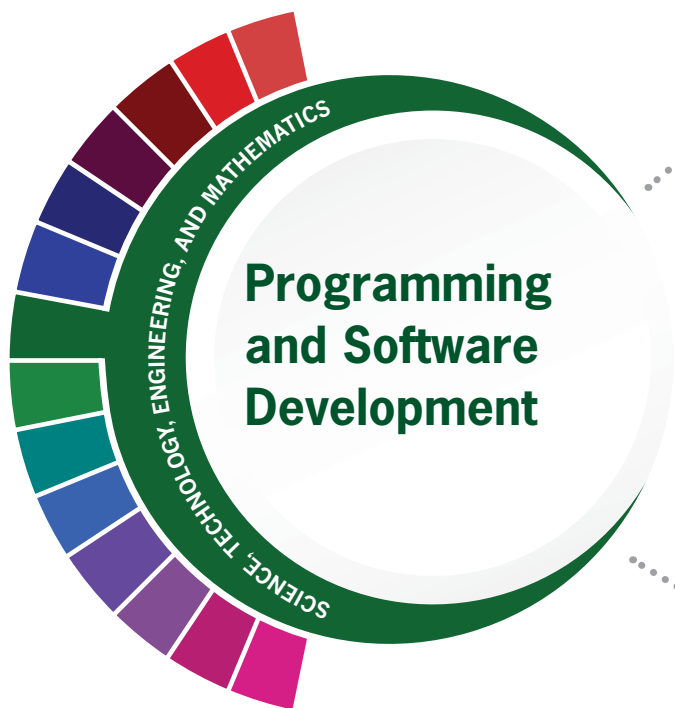 SCIENCE, TECHNOLOGY, ENGINEERING, AND MATHEMATICS
Programming
and Software
Development